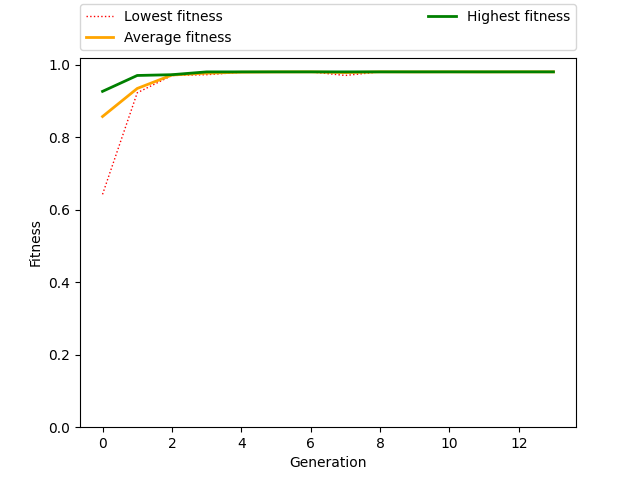 Lowest fitness
Average fitness
Highest fitness
1.0
0.8
0.6
0.4
0.2
0.0
Fitness
0 2 4 6 8 10 12
Generation